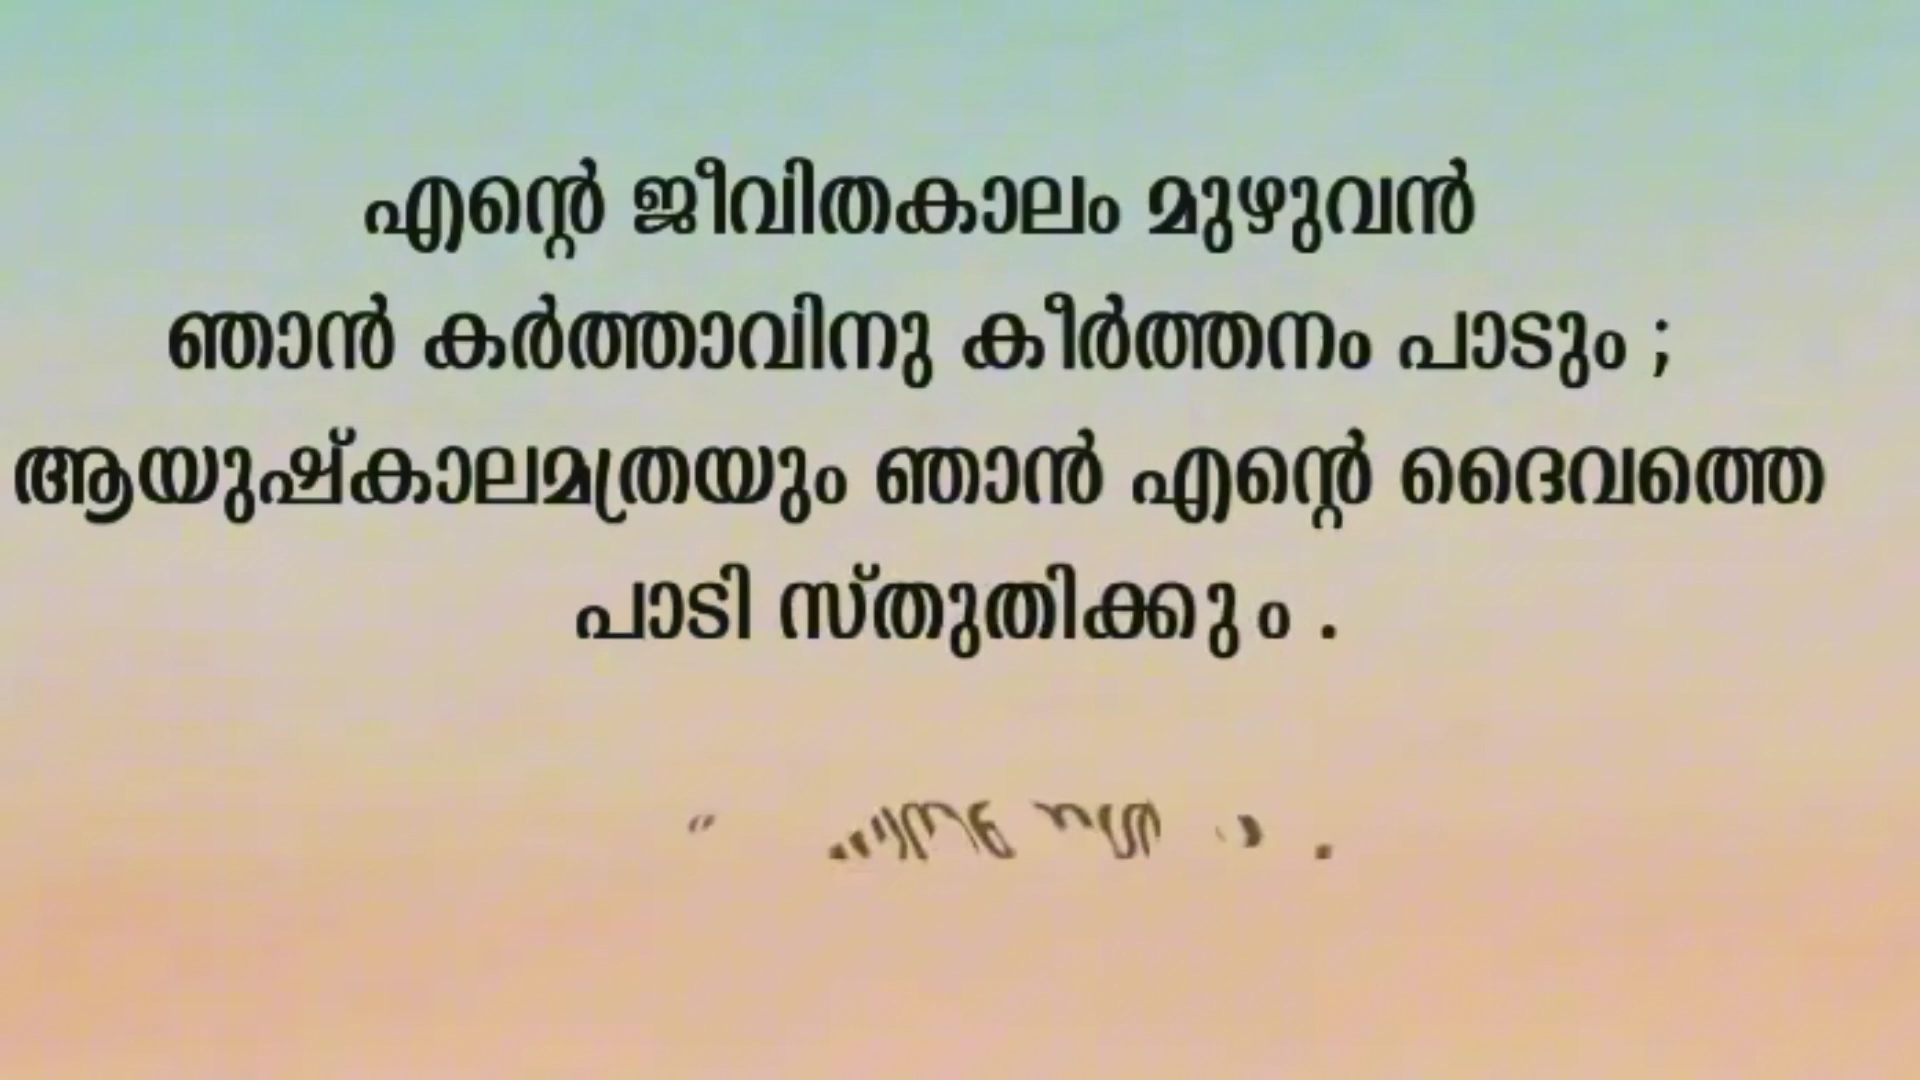 എന്റെ ജീവിതകാലം മുഴുവൻ
ഞാൻ കർത്താവിനു കീർത്തനം പാടും ;
ആയുഷ്കാലമത്രയും ഞാൻ എന്റെ ദൈവത്തെ
പാടി സ്തുതിക്കും .